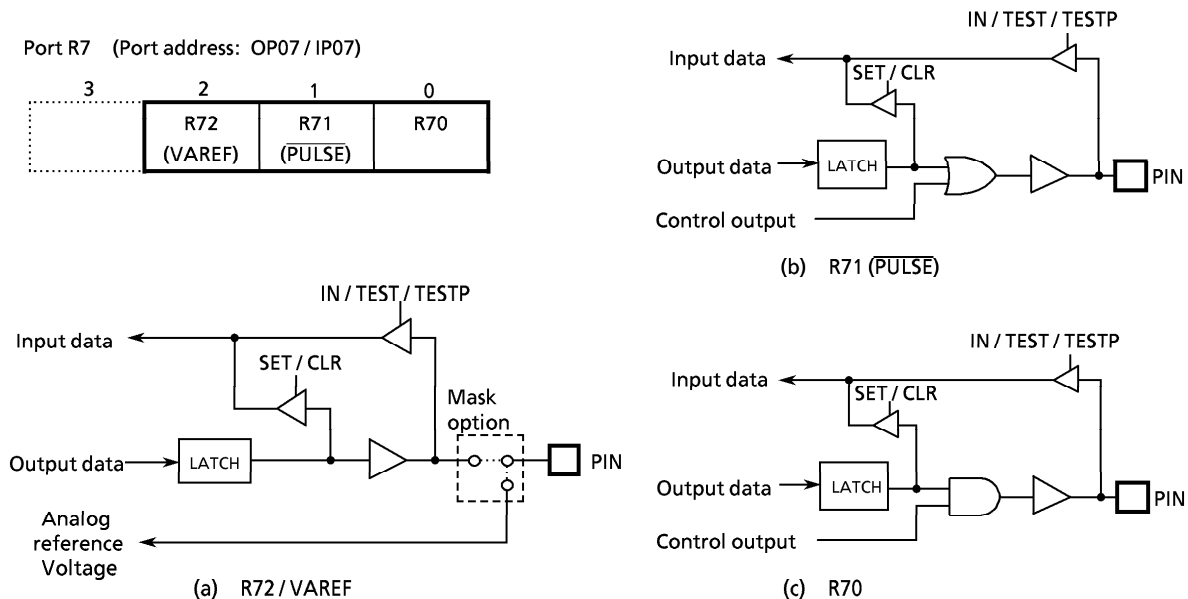 Port R7 (Port address: OP07 / IP07)
3 2 1 0
R72 R71 R70
(VAREF) (P̅U̅L̅S̅E̅)
IN / TEST / TESTP
Input data
SET / CLR
Output data
LATCH
Control output
PIN
(b) R71 (P̅U̅L̅S̅E̅)
IN / TEST / TESTP
Input data
SET / CLR
Mask
option
Output data
LATCH
PIN
Analog
reference
Voltage
(a) R72 / VAREF
IN / TEST / TESTP
Input data
SET / CLR
Output data
LATCH
PIN
Control output
(c) R70